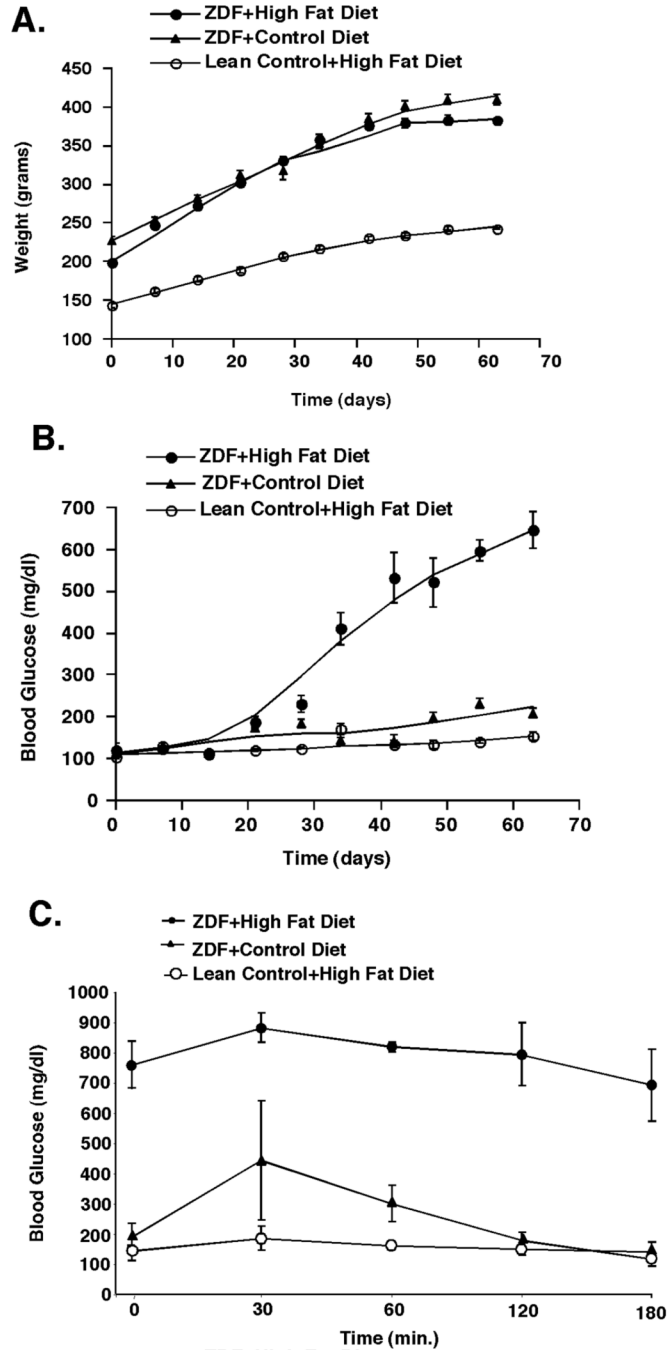 A.
ZDF+High Fat Diet
ZDF+Control Diet
Lean Control+High Fat Diet
450
400
350
300
250
200
150
100
Weight (grams)
0 10 20 30 40 50 60 70
Time (days)
B.
ZDF+High Fat Diet
ZDF+Control Diet
Lean Control+High Fat Diet
700
600
500
400
300
200
100
0
Blood Glucose (mg/dl)
0 10 20 30 40 50 60 70
Time (days)
C.
ZDF+High Fat Diet
ZDF+Control Diet
Lean Control+High Fat Diet
1000
900
800
700
600
500
400
300
200
100
0
Blood Glucose (mg/dl)
0 30 60 120 180
Time (min.)